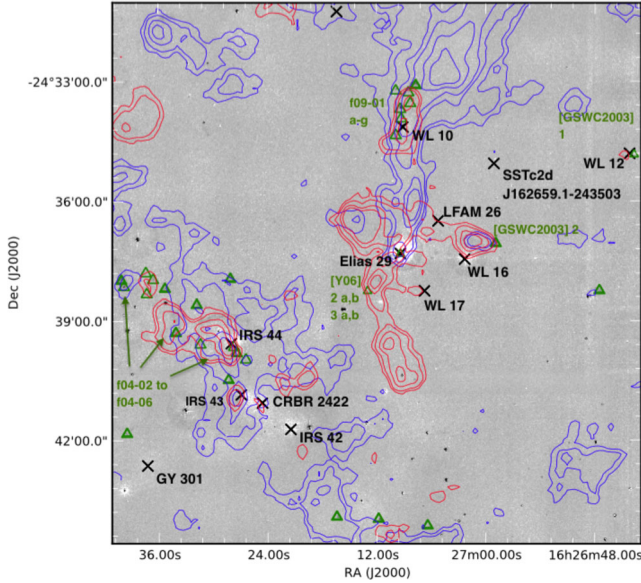 -24°33'00.0"
f09-01
a-g
WL 10
[GSWC2003]
1
WL 12
SSTc2d
J162659.1-243503
36'00.0"
LFAM 26
[GSWC2003] 2
Elias 29
WL 16
[Y06]
2 a,b
3 a,b
WL 17
Dec (J2000)
39'00.0"
IRS 44
f04-02 to
f04-06
IRS 43
CRBR 2422
IRS 42
42'00.0"
GY 301
36.00s
24.00s
12.00s
27m00.00s
16h26m48.00s
RA (J2000)